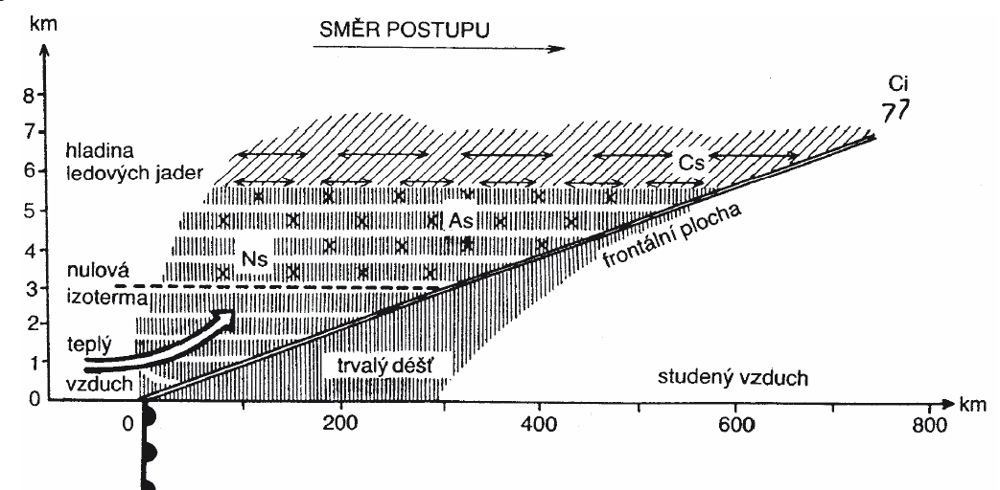 km
SMĚR POSTUPU
Ci
8
7
hladina
ledových jader
6
Cs
5
As
frontální plocha
4
Ns
nulová
3
izoterma
2
teplý
1
trvalý déšť
vzduch
studený vzduch
0
km
0
200
400
600
800